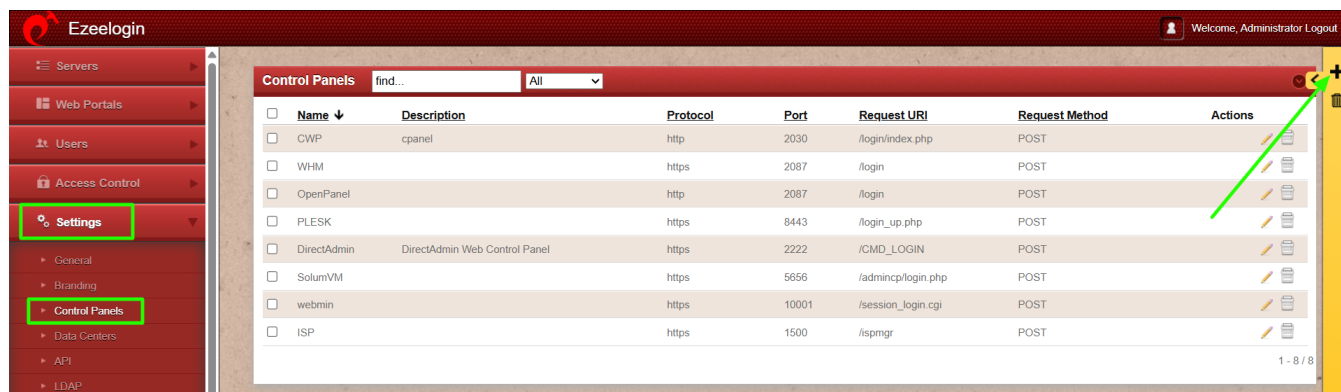 Ezeelogin
Welcome, Administrator Logout
Servers
Web Portals
Users
Access Control
Settings
General
Branding
Control Panels
Data Centers
API
LDAP
Control Panels find... All
Name Description Protocol Port Request URI Request Method Actions
CWP cpanel http 2030 /login/index.php POST
WHM https 2087 /login POST
OpenPanel http 2087 /login POST
PLESK https 8443 /login_up.php POST
DirectAdmin DirectAdmin Web Control Panel https 2222 /CMD_LOGIN POST
SolumVM https 5656 /admincp/login.php POST
webmin https 10001 /session_login.cgi POST
ISP https 1500 /ispmgr POST
1 - 8 / 8